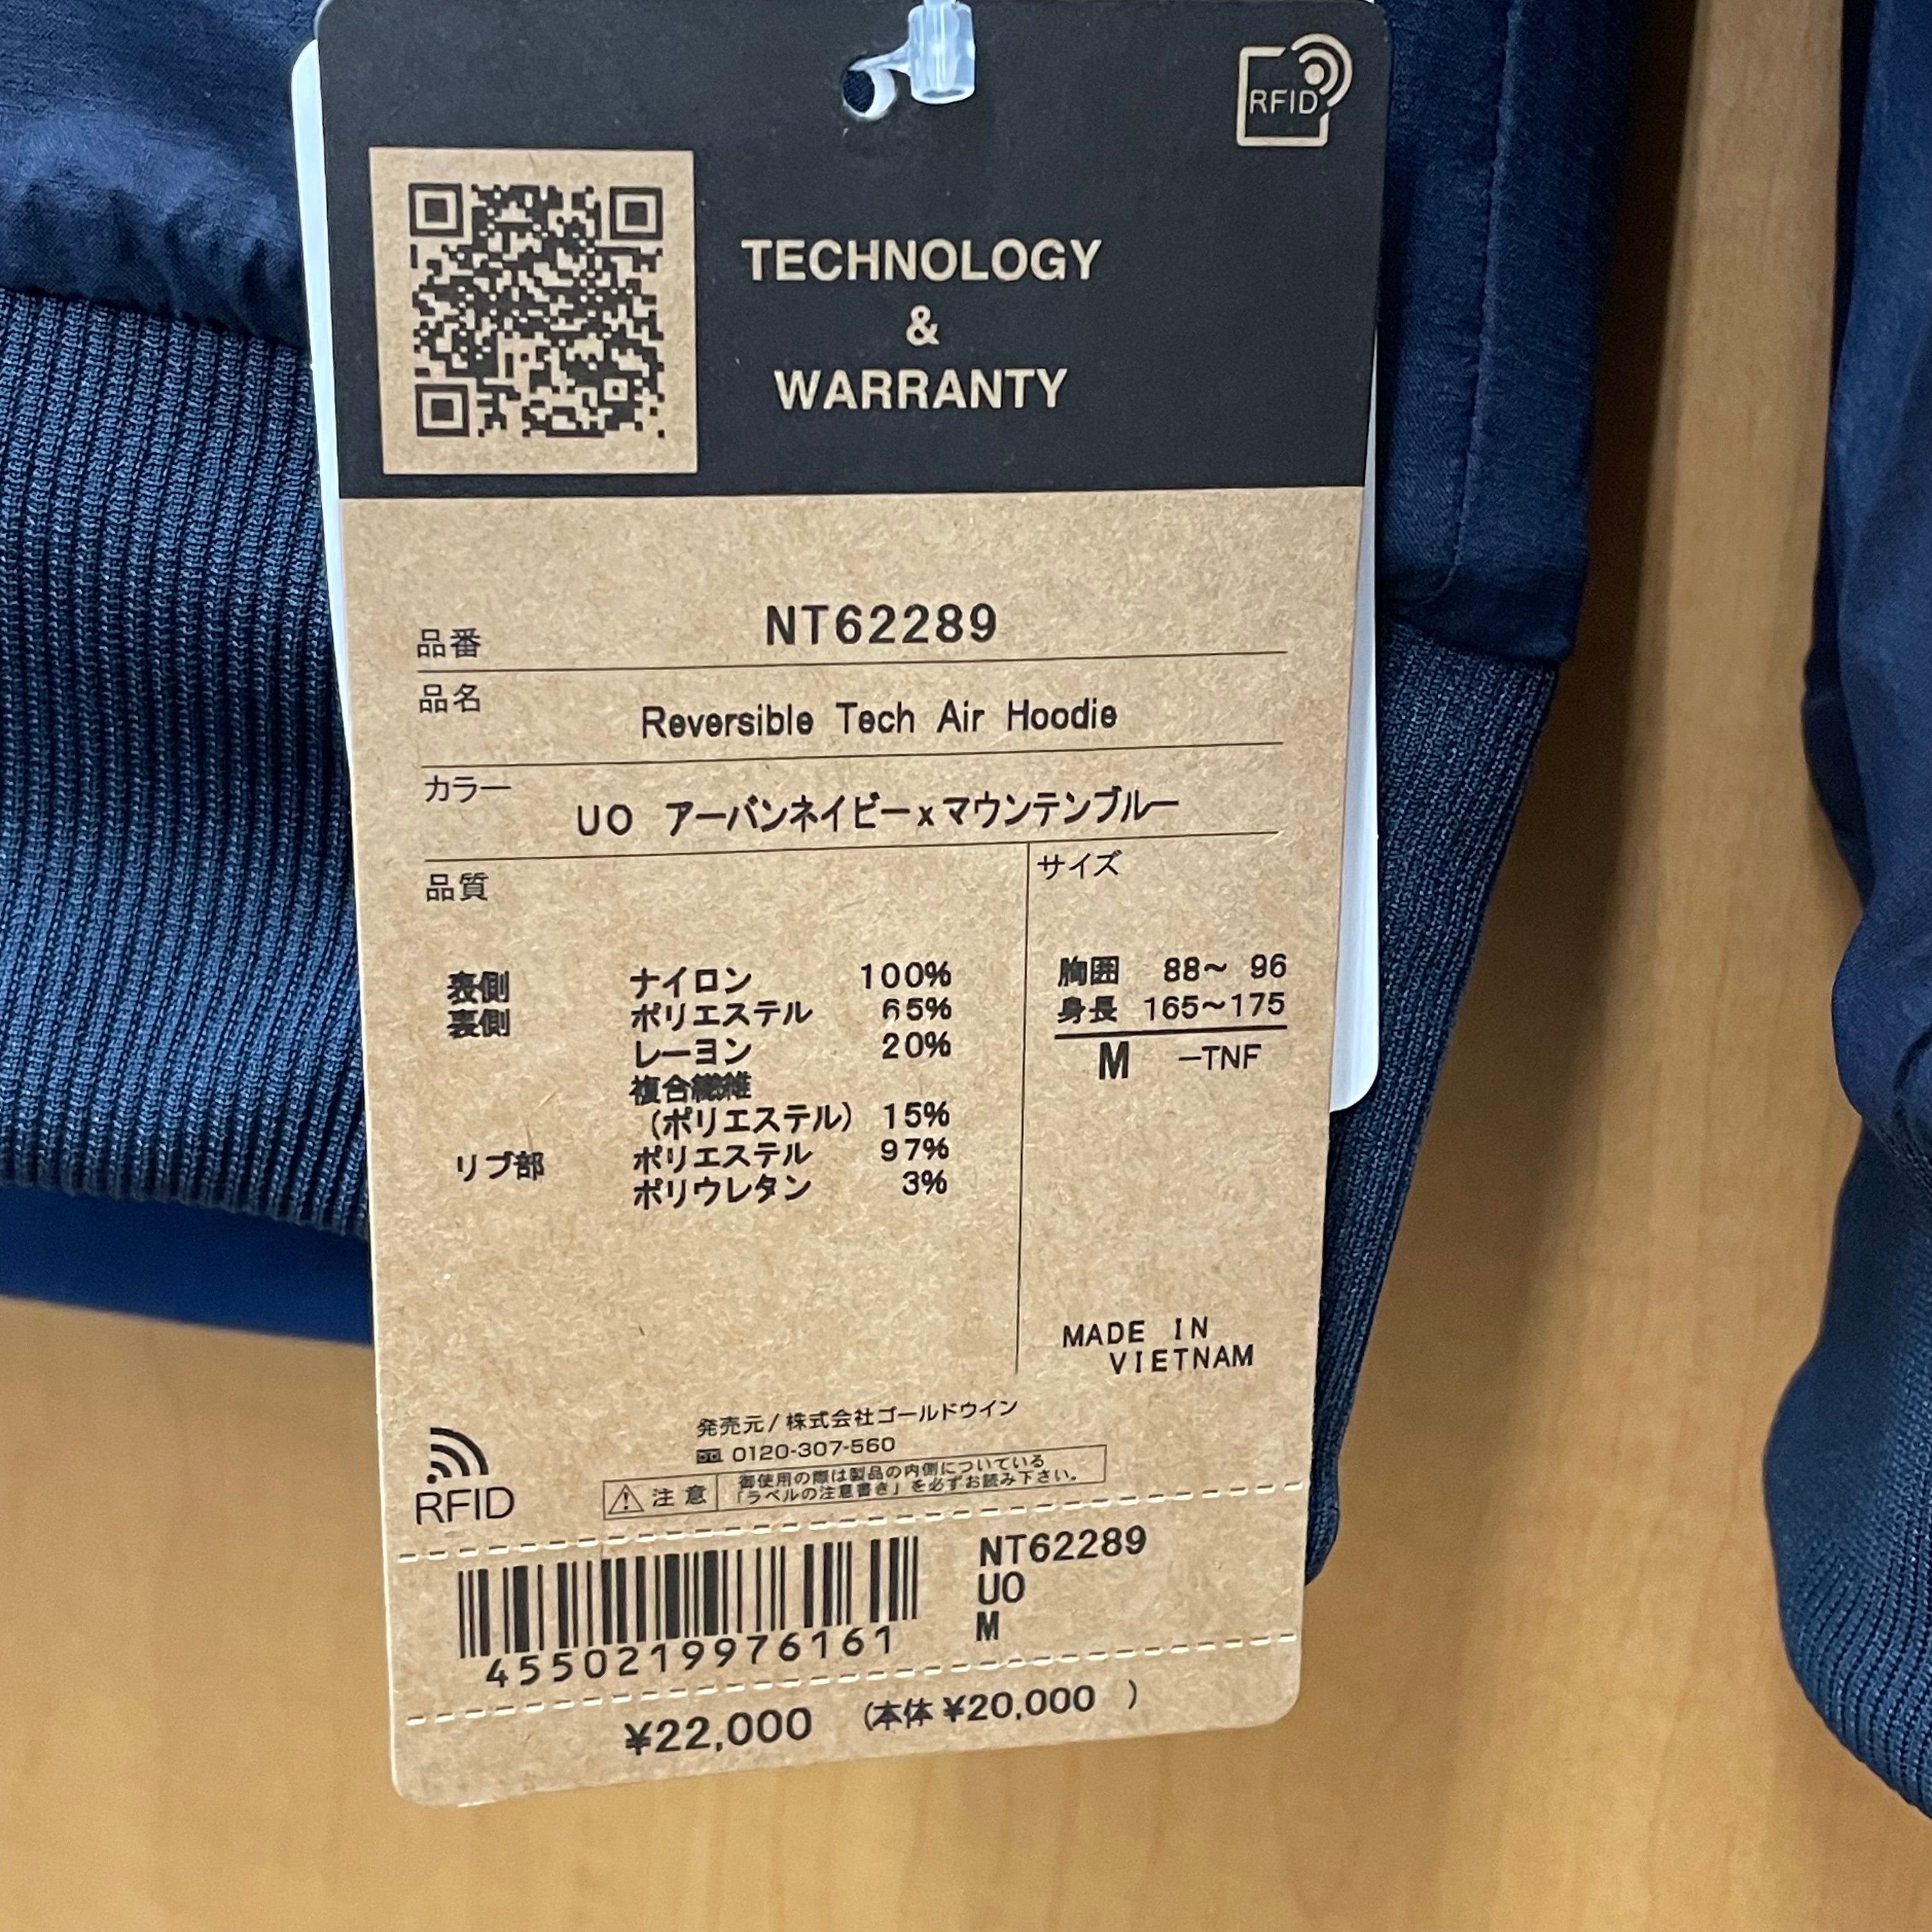 RFID
TECHNOLOGY
&
WARRANTY
品番 NT62289
品名 Reversible Tech Air Hoodie
カラー UO アーバンネイビーxマウンテンブルー
品質
表側 ナイロン 100%
裏側 ポリエステル 65%
レーヨン 20%
複合繊維
(ポリエステル) 15%
リブ部 ポリエステル 97%
ポリウレタン 3%
サイズ
胸囲 88〜 96
身長 165〜175
M -TNF
MADE IN
VIETNAM
発売元/株式会社ゴールドウイン
0120-307-560
RFID
注意
御使用の際は製品の内側についている
「ラベルの注意書き」を必ずお読み下さい。
4550219976161
NT62289
UO
M
¥22,000 (本体 ¥20,000 )